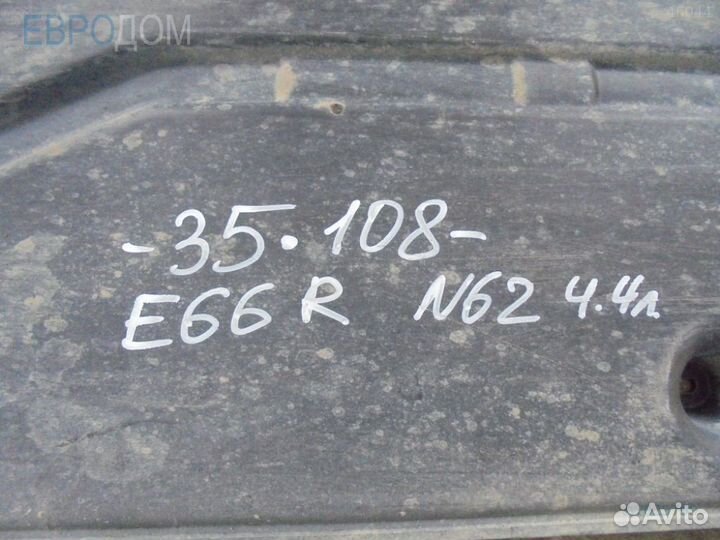 ЕВРОДОМ
-35.108-
E66 R N62 4.4л.
Avito